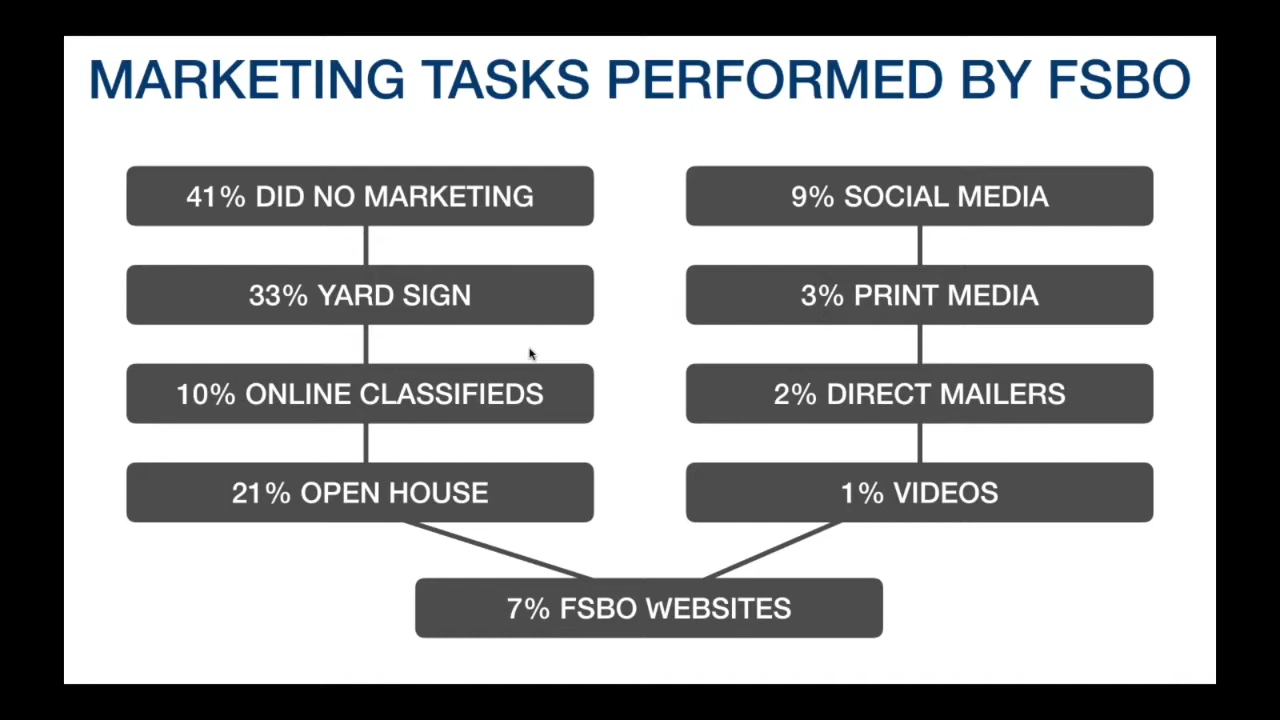 MARKETING TASKS PERFORMED BY FSBO
41% DID NO MARKETING
33% YARD SIGN
10% ONLINE CLASSIFIEDS
21% OPEN HOUSE
9% SOCIAL MEDIA
3% PRINT MEDIA
2% DIRECT MAILERS
1% VIDEOS
7% FSBO WEBSITES